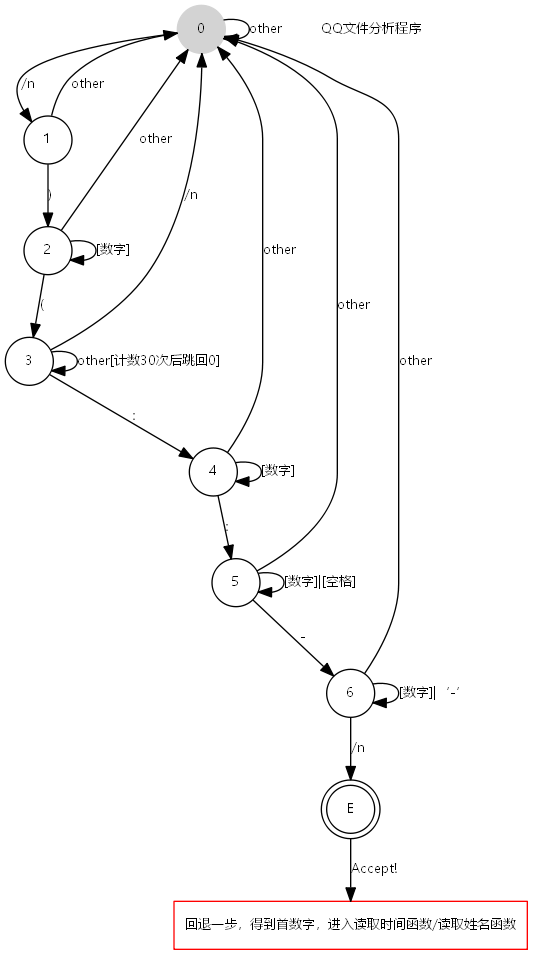 0
other
QQ文件分析程序
/n
other
1
other
)
/n
2
[数字]
other
(
other
3
other[计数30次后跳回0]
other
:
4
[数字]
:
5
[数字]|[空格]
-
6
[数字]|‘-’
/n
E
Accept!
回退一步，得到首数字，进入读取时间函数/读取姓名函数